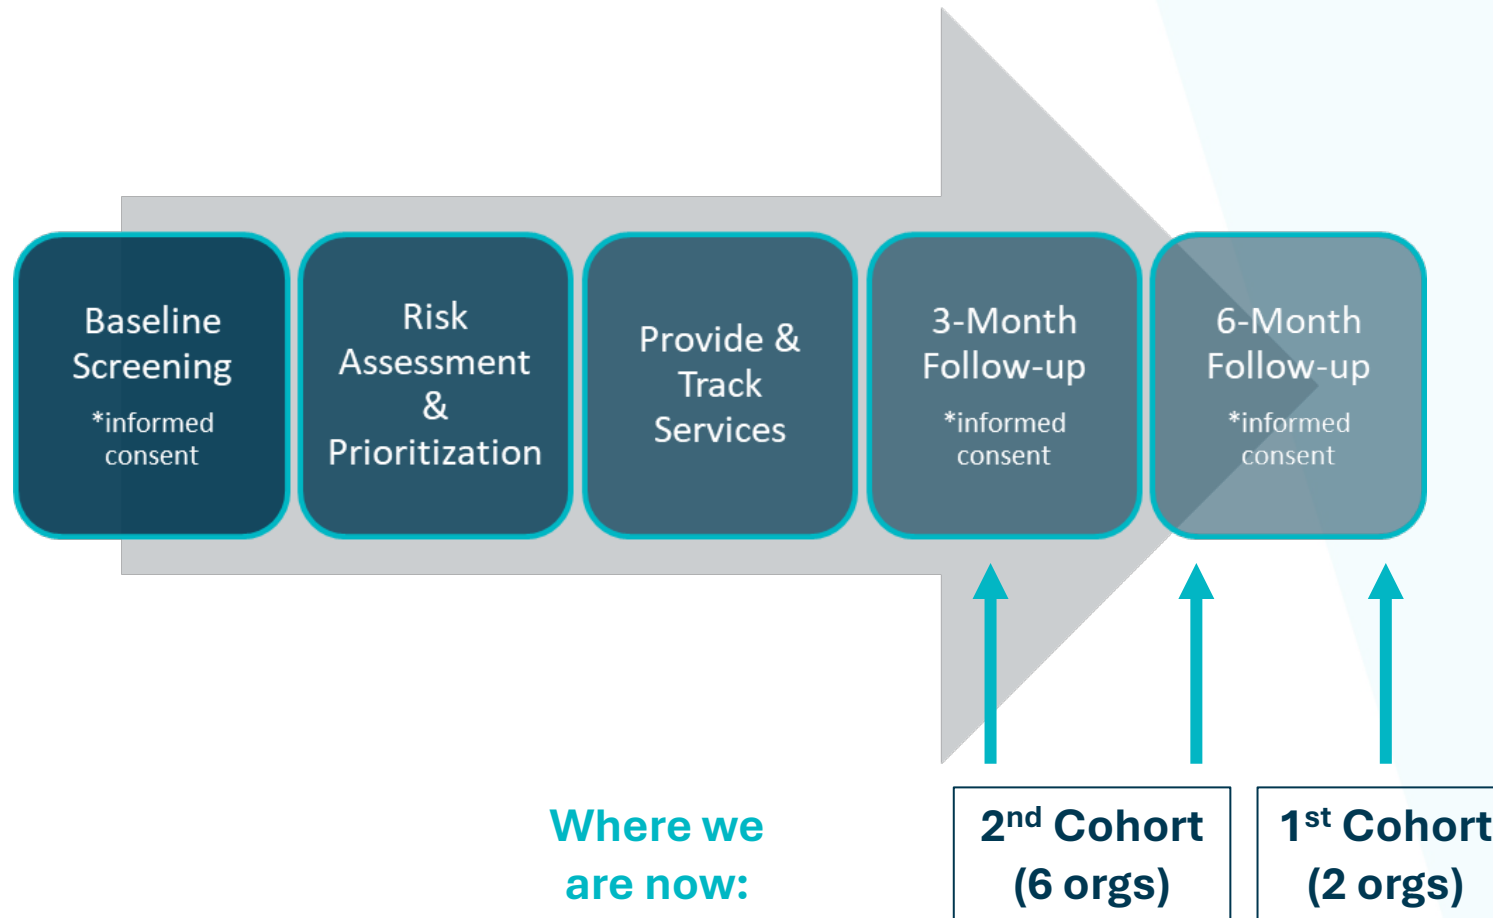 Baseline
Screening
*informed
consent
Risk
Assessment
&
Prioritization
Provide &
Track
Services
3-Month
Follow-up
*informed
consent
6-Month
Follow-up
*informed
consent
Where we
are now:
2nd Cohort
(6 orgs)
1st Cohort
(2 orgs)